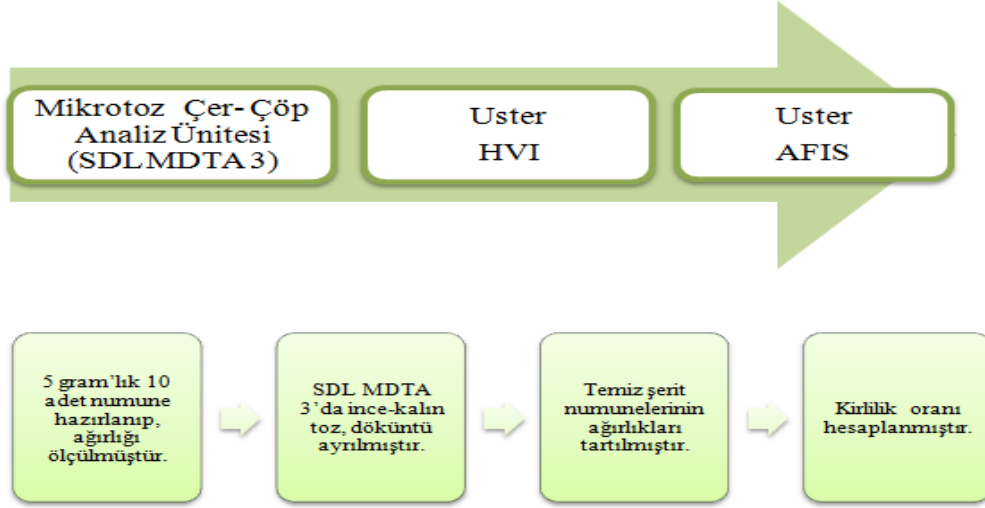 Mikrotoz Çer-Çöp
Analiz Ünitesi
(SDL MDTA 3)
Uster
HVI
Uster
AFIS
5 gram’lık 10
adet numune
hazırlanıp,
ağırlığı
ölçülmüştür.
SDL MDTA
3’da ince-kalın
toz, döküntü
ayrılmıştır.
Temiz şerit
numunelerinin
ağırlıkları
tartılmıştır.
Kirlilik oranı
hesaplanmıştır.